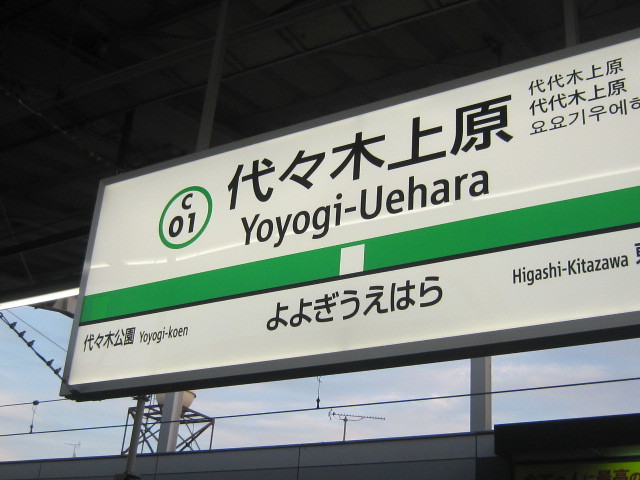 C
01
代々木上原
Yoyogi-Uehara
代代木上原
代代木上原
요요기우에하
よよぎうえはら
代々木公園 Yoyogi-koen
Higashi-Kitazawa 東